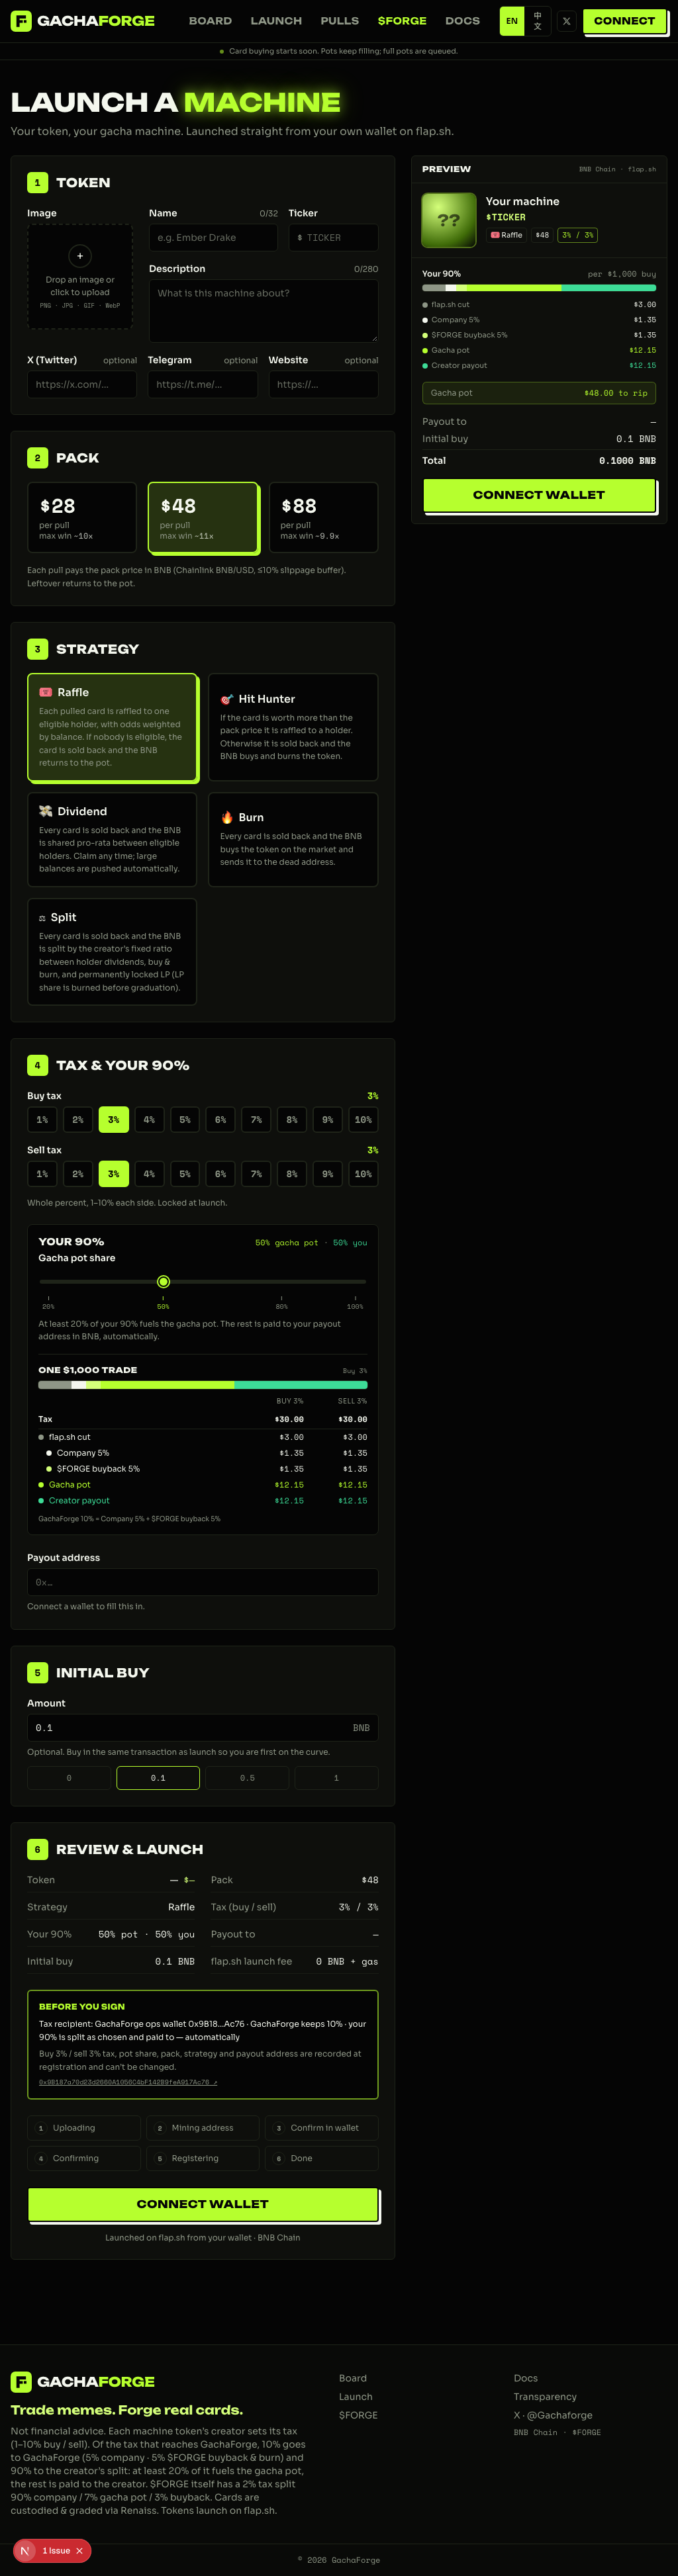 GACHAFORGE
BOARD
LAUNCH
PULLS
$FORGE
DOCS
EN
中
文
CONNECT
Card buying starts soon. Pots keep filling; full pots are queued.
LAUNCH A MACHINE
Your token, your gacha machine. Launched straight from your own wallet on flap.sh.
1 TOKEN
Image
+
Drop an image or
click to upload
PNG · JPG · GIF · WebP
Name 0/32
e.g. Ember Drake
Ticker
$ TICKER
Description 0/280
What is this machine about?
X (Twitter) optional
https://x.com/...
Telegram optional
https://t.me/...
Website optional
https://...
2 PACK
$28
per pull
max win ~10x
$48
per pull
max win ~11x
$88
per pull
max win ~9.9x
Each pull pays the pack price in BNB (Chainlink BNB/USD, ≤10% slippage buffer).
Leftover returns to the pot.
3 STRATEGY
Raffle
Each pulled card is raffled to one
eligible holder, with odds weighted
by balance. If nobody is eligible, the
card is sold back and the BNB
returns to the pot.
Hit Hunter
If the card is worth more than the
pack price it is raffled to a holder.
Otherwise it is sold back and the
BNB buys and burns the token.
Dividend
Every card is sold back and the BNB
is shared pro-rata between eligible
holders. Claim any time; large
balances are pushed automatically.
Burn
Every card is sold back and the BNB
buys the token on the market and
sends it to the dead address.
Split
Every card is sold back and the BNB
is split by the creator's fixed ratio
between holder dividends, buy &
burn, and permanently locked LP (LP
share is burned before graduation).
4 TAX & YOUR 90%
Buy tax 3%
1% 2% 3% 4% 5% 6% 7% 8% 9% 10%
Sell tax 3%
1% 2% 3% 4% 5% 6% 7% 8% 9% 10%
Whole percent, 1–10% each side. Locked at launch.
YOUR 90% 50% gacha pot · 50% you
Gacha pot share
20% 50% 80% 100%
At least 20% of your 90% fuels the gacha pot. The rest is paid to your payout
address in BNB, automatically.
ONE $1,000 TRADE Buy 3%
BUY 3% SELL 3%
Tax $30.00 $30.00
flap.sh cut $3.00 $3.00
Company 5% $1.35 $1.35
$FORGE buyback 5% $1.35 $1.35
Gacha pot $12.15 $12.15
Creator payout $12.15 $12.15
GachaForge 10% = Company 5% + $FORGE buyback 5%
Payout address
0x…
Connect a wallet to fill this in.
5 INITIAL BUY
Amount
0.1 BNB
Optional. Buy in the same transaction as launch so you are first on the curve.
0 0.1 0.5 1
6 REVIEW & LAUNCH
Token — $—
Pack $48
Strategy Raffle
Tax (buy / sell) 3% / 3%
Your 90% 50% pot · 50% you
Payout to —
Initial buy 0.1 BNB
flap.sh launch fee 0 BNB + gas
BEFORE YOU SIGN
Tax recipient: GachaForge ops wallet 0x9B18…Ac76 · GachaForge keeps 10% · your
90% is split as chosen and paid to — automatically
Buy 3% / sell 3% tax, pot share, pack, strategy and payout address are recorded at
registration and can't be changed.
1 Uploading
2 Mining address
3 Confirm in wallet
4 Confirming
5 Registering
6 Done
CONNECT WALLET
Launched on flap.sh from your wallet · BNB Chain
PREVIEW BNB Chain · flap.sh
??
Your machine
$TICKER
Raffle $48 3% / 3%
Your 90% per $1,000 buy
flap.sh cut $3.00
Company 5% $1.35
$FORGE buyback 5% $1.35
Gacha pot $12.15
Creator payout $12.15
Gacha pot $48.00 to rip
Payout to —
Initial buy 0.1 BNB
Total 0.1000 BNB
CONNECT WALLET
GACHAFORGE
Trade memes. Forge real cards.
Not financial advice. Each machine token's creator sets its tax
(1–10% buy / sell). Of the tax that reaches GachaForge, 10% goes
to GachaForge (5% company · 5% $FORGE buyback & burn) and
90% to the creator's split: at least 20% of it fuels the gacha pot,
the rest is paid to the creator. $FORGE itself has a 2% tax split
90% company / 7% gacha pot / 3% buyback. Cards are
custodied & graded via Renaiss. Tokens launch on flap.sh.
Board
Launch
$FORGE
Docs
Transparency
X · @Gachaforge
BNB Chain · $FORGE
N 1 Issue
© 2026 GachaForge